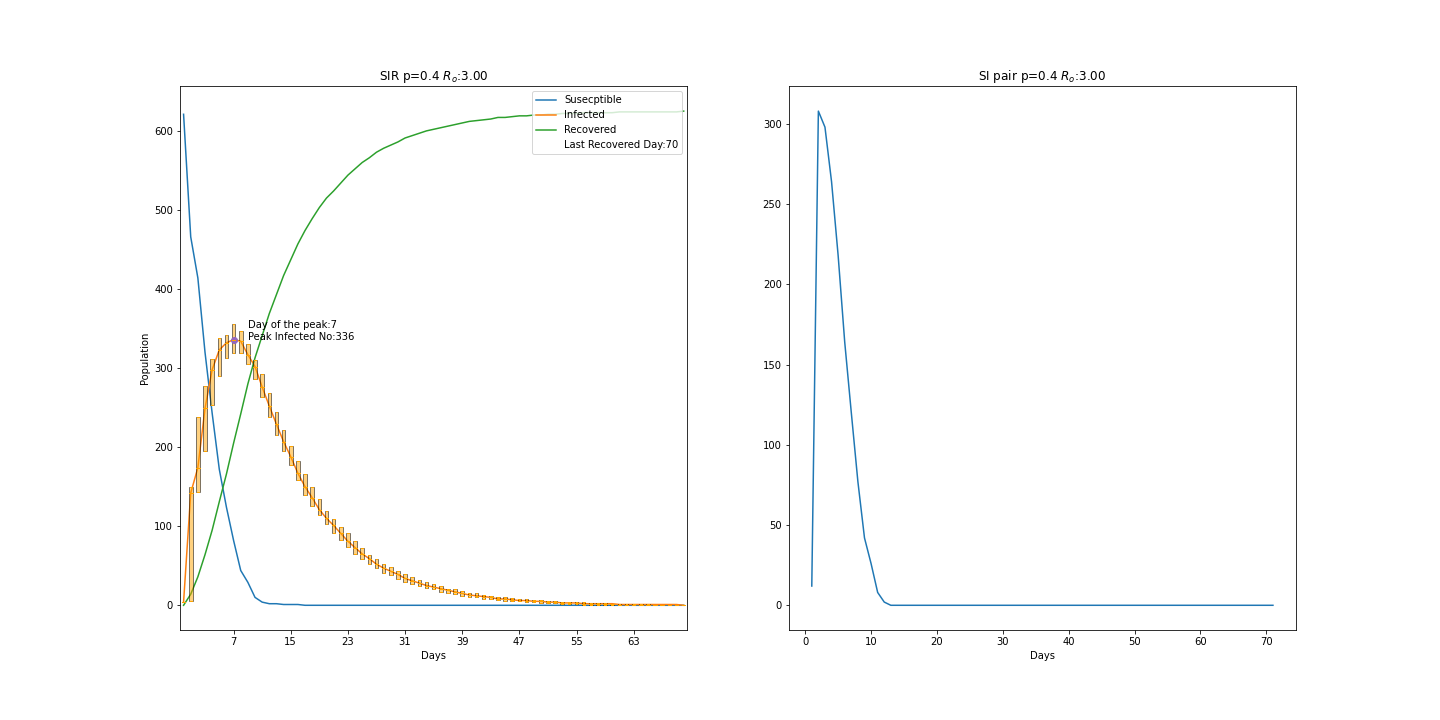 SIR p=0.4 Rₒ:3.00
Susecptible
Infected
Recovered
Last Recovered Day:70
Day of the peak:7
Peak Infected No:336
Population
600
500
400
300
200
100
0
7 15 23 31 39 47 55 63
Days
SI pair p=0.4 Rₒ:3.00
300
250
200
150
100
50
0
0 10 20 30 40 50 60 70
Days